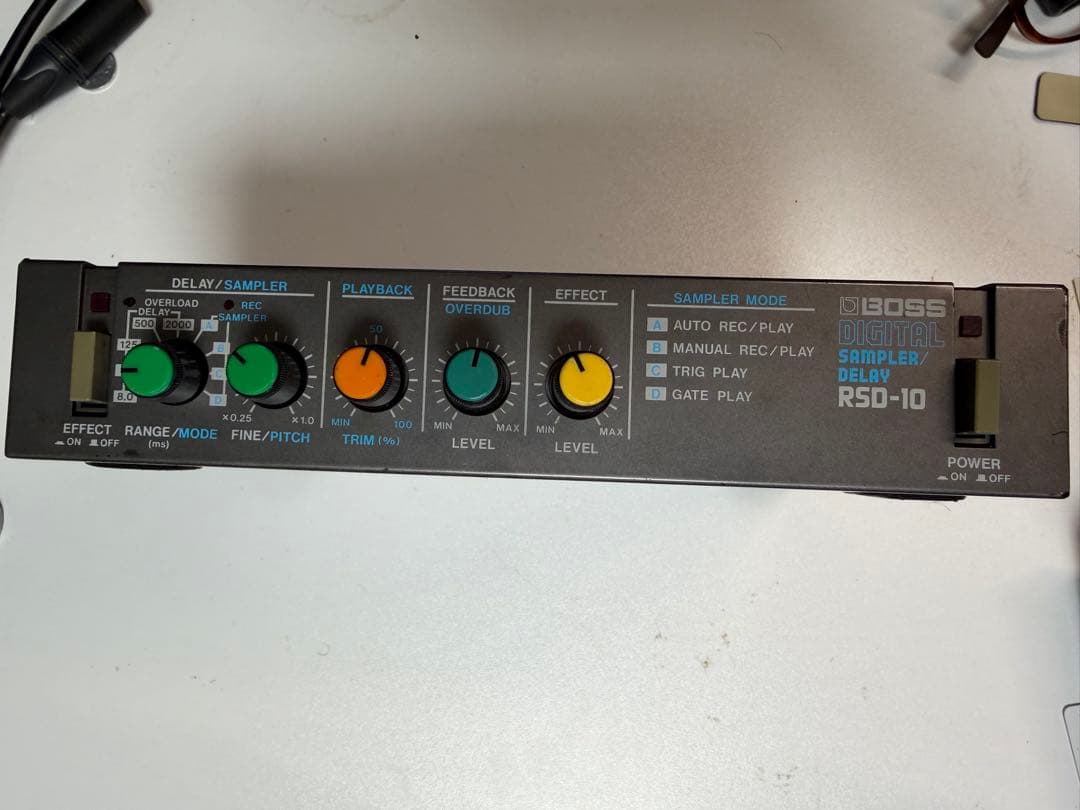 DELAY/SAMPLER
OVERLOAD
REC
DELAY
SAMPLER
500
2000
A
B
C
D
8.0
×0.25
×1.0
EFFECT
ON OFF
RANGE/MODE
(ms)
FINE/PITCH
PLAYBACK
50
MIN
100
TRIM (%)
FEEDBACK
OVERDUB
MIN
MAX
LEVEL
EFFECT
MIN
MAX
LEVEL
SAMPLER MODE
A AUTO REC/PLAY
B MANUAL REC/PLAY
C TRIG PLAY
D GATE PLAY
BOSS
DIGITAL
SAMPLER/
DELAY
RSD-10
POWER
ON OFF